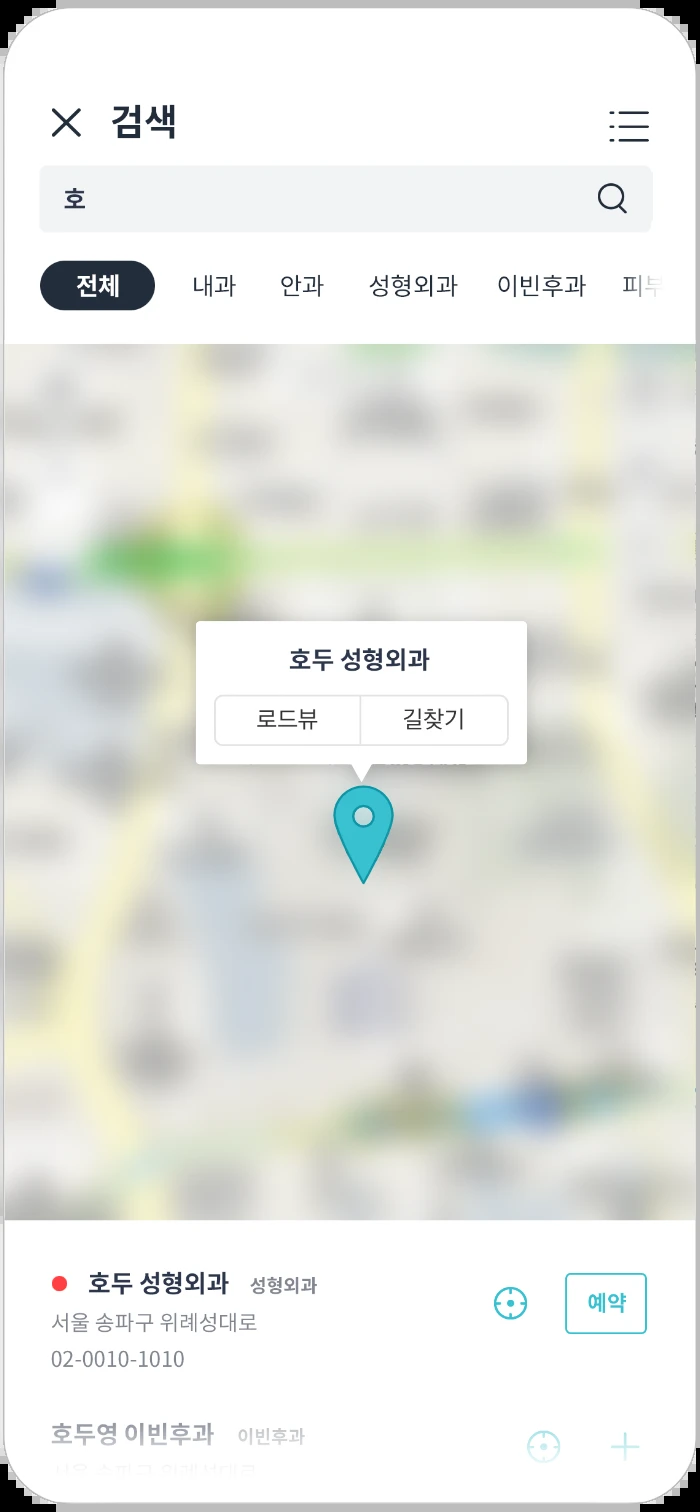 검색
호
전체 내과 안과 성형외과 이빈후과 피부
호두 성형외과
로드뷰 길찾기
호두 성형외과 성형외과
서울 송파구 위례성대로
02-0010-1010
예약
호두영 이빈후과 이빈후과